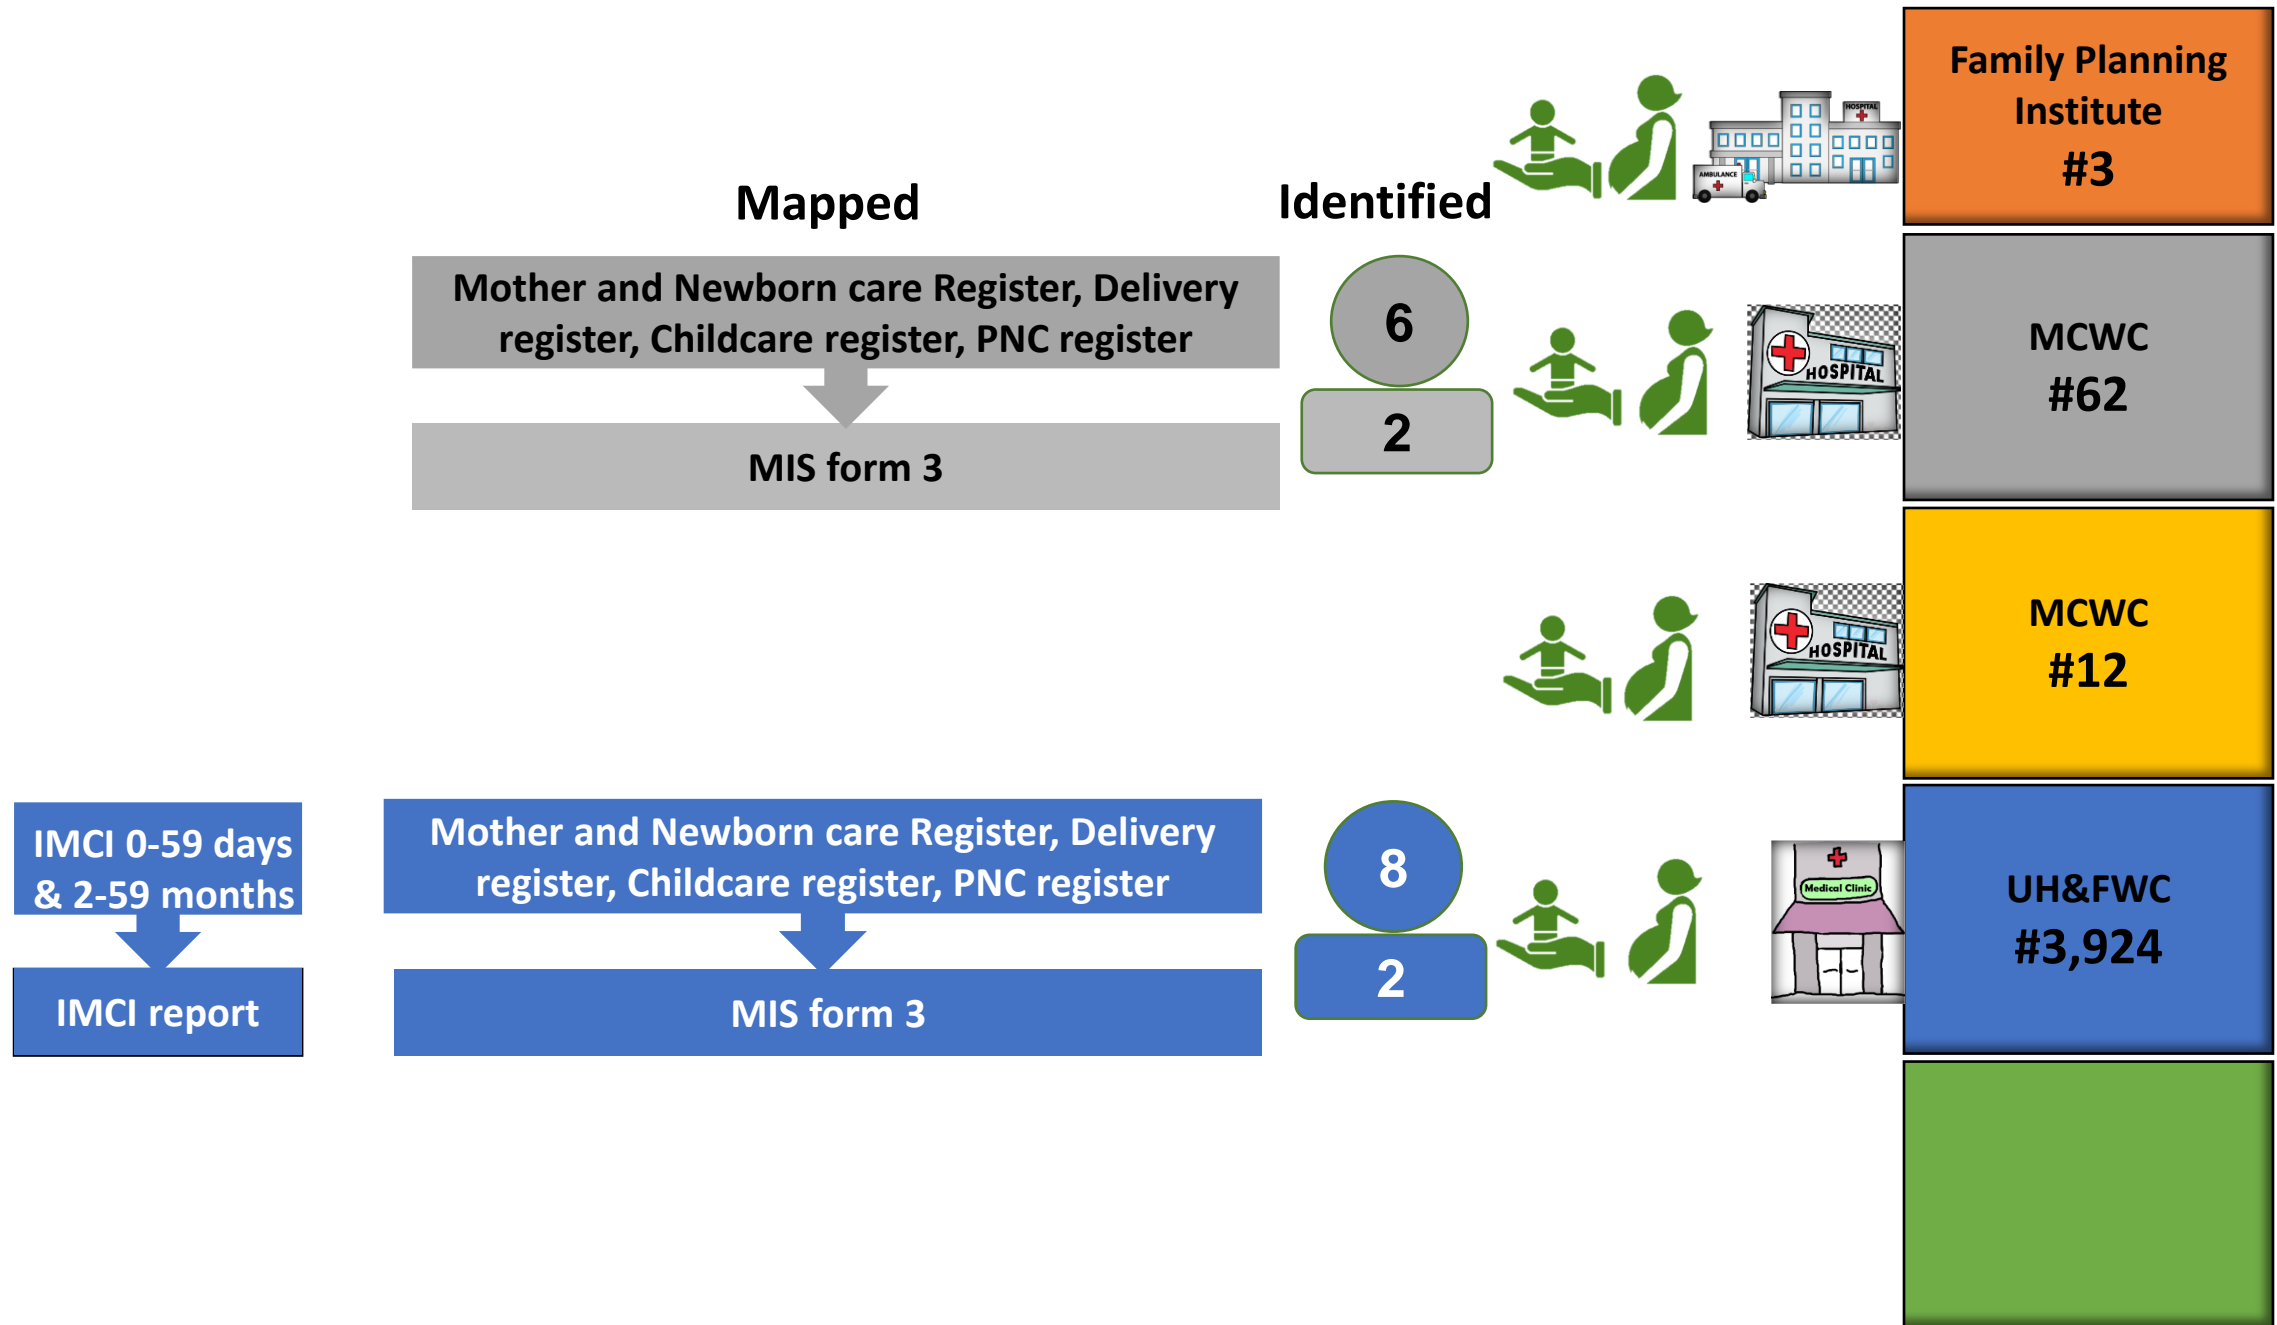 Family Planning
Institute
#3
HOSPITAL
AMBULANCE
Mapped
Identified
Mother and Newborn care Register, Delivery
register, Childcare register, PNC register
MIS form 3
6
2
HOSPITAL
MCWC
#62
HOSPITAL
MCWC
#12
IMCI 0-59 days
& 2-59 months
IMCI report
Mother and Newborn care Register, Delivery
register, Childcare register, PNC register
MIS form 3
8
2
Medical Clinic
UH&FWC
#3,924